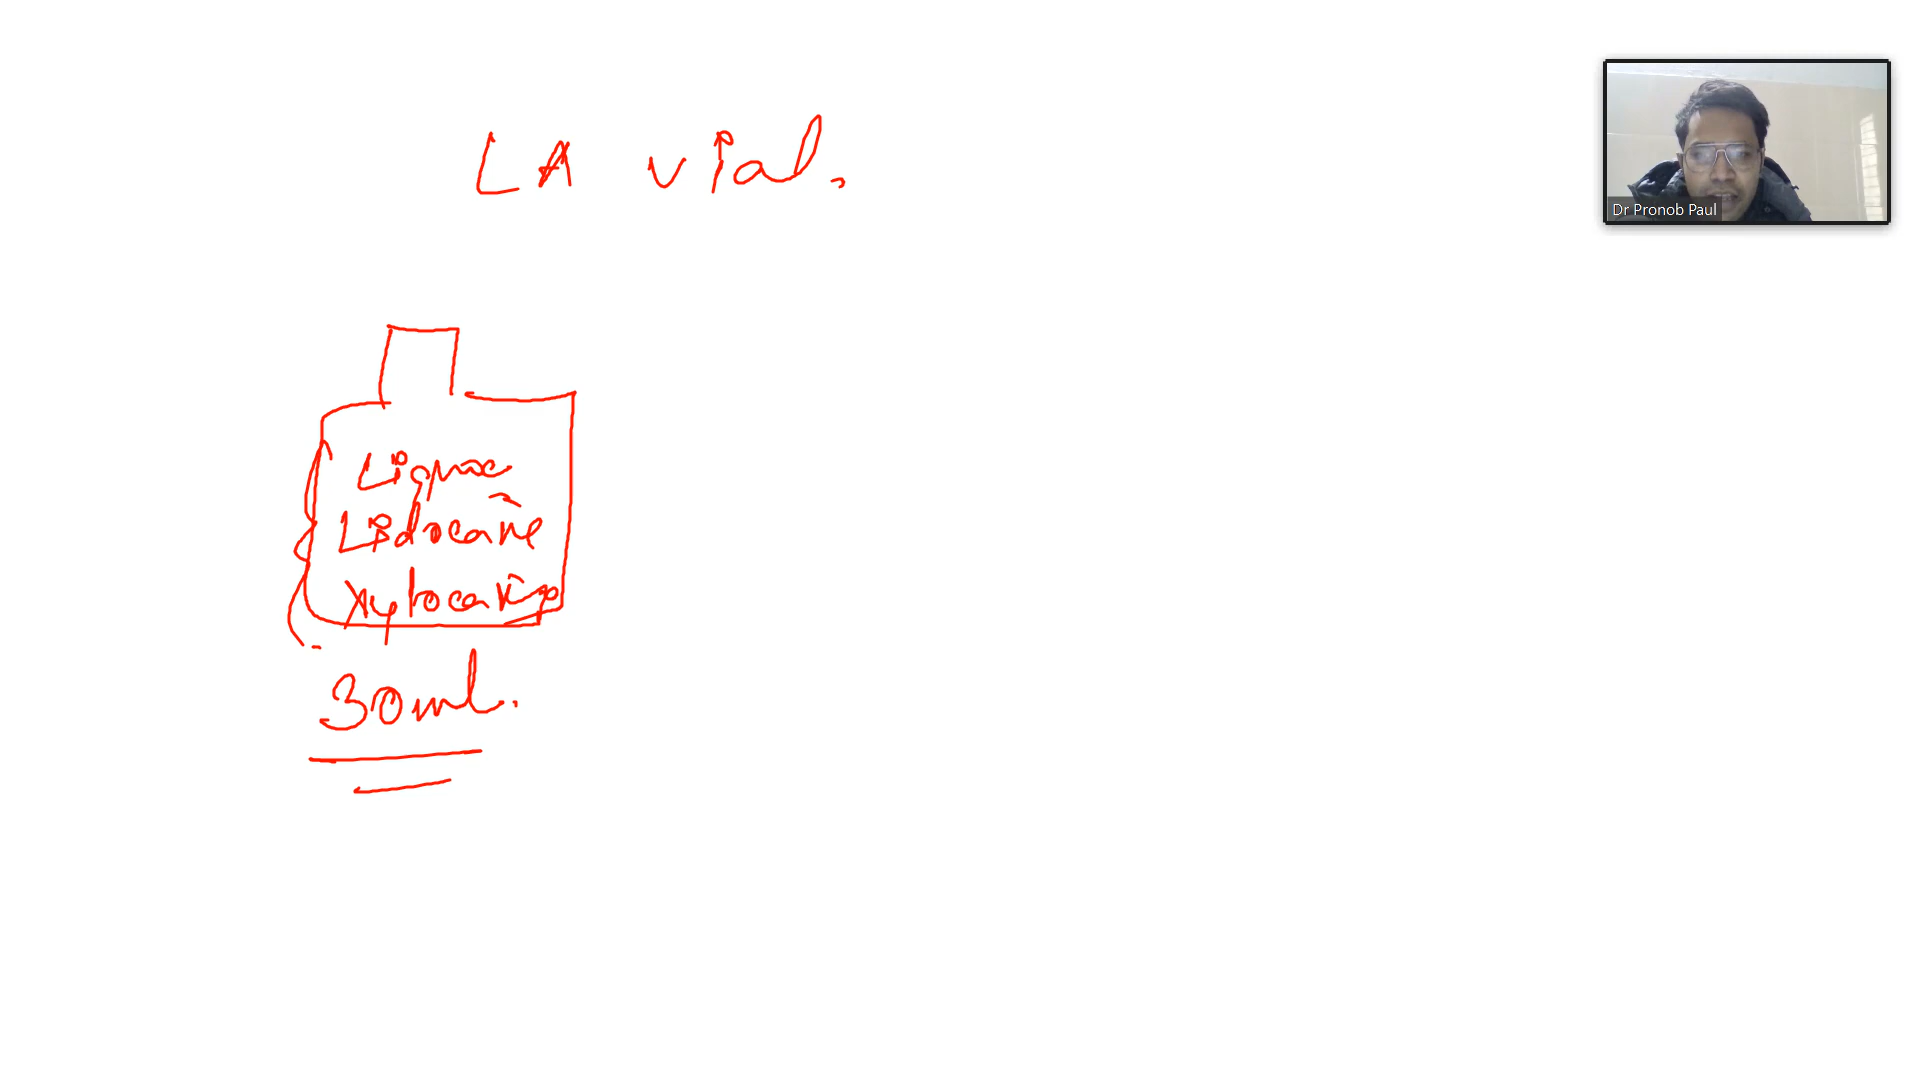 LA vial.
Lignoc
Lidocaine
Xylocaine
30ml.
Dr Pronob Paul